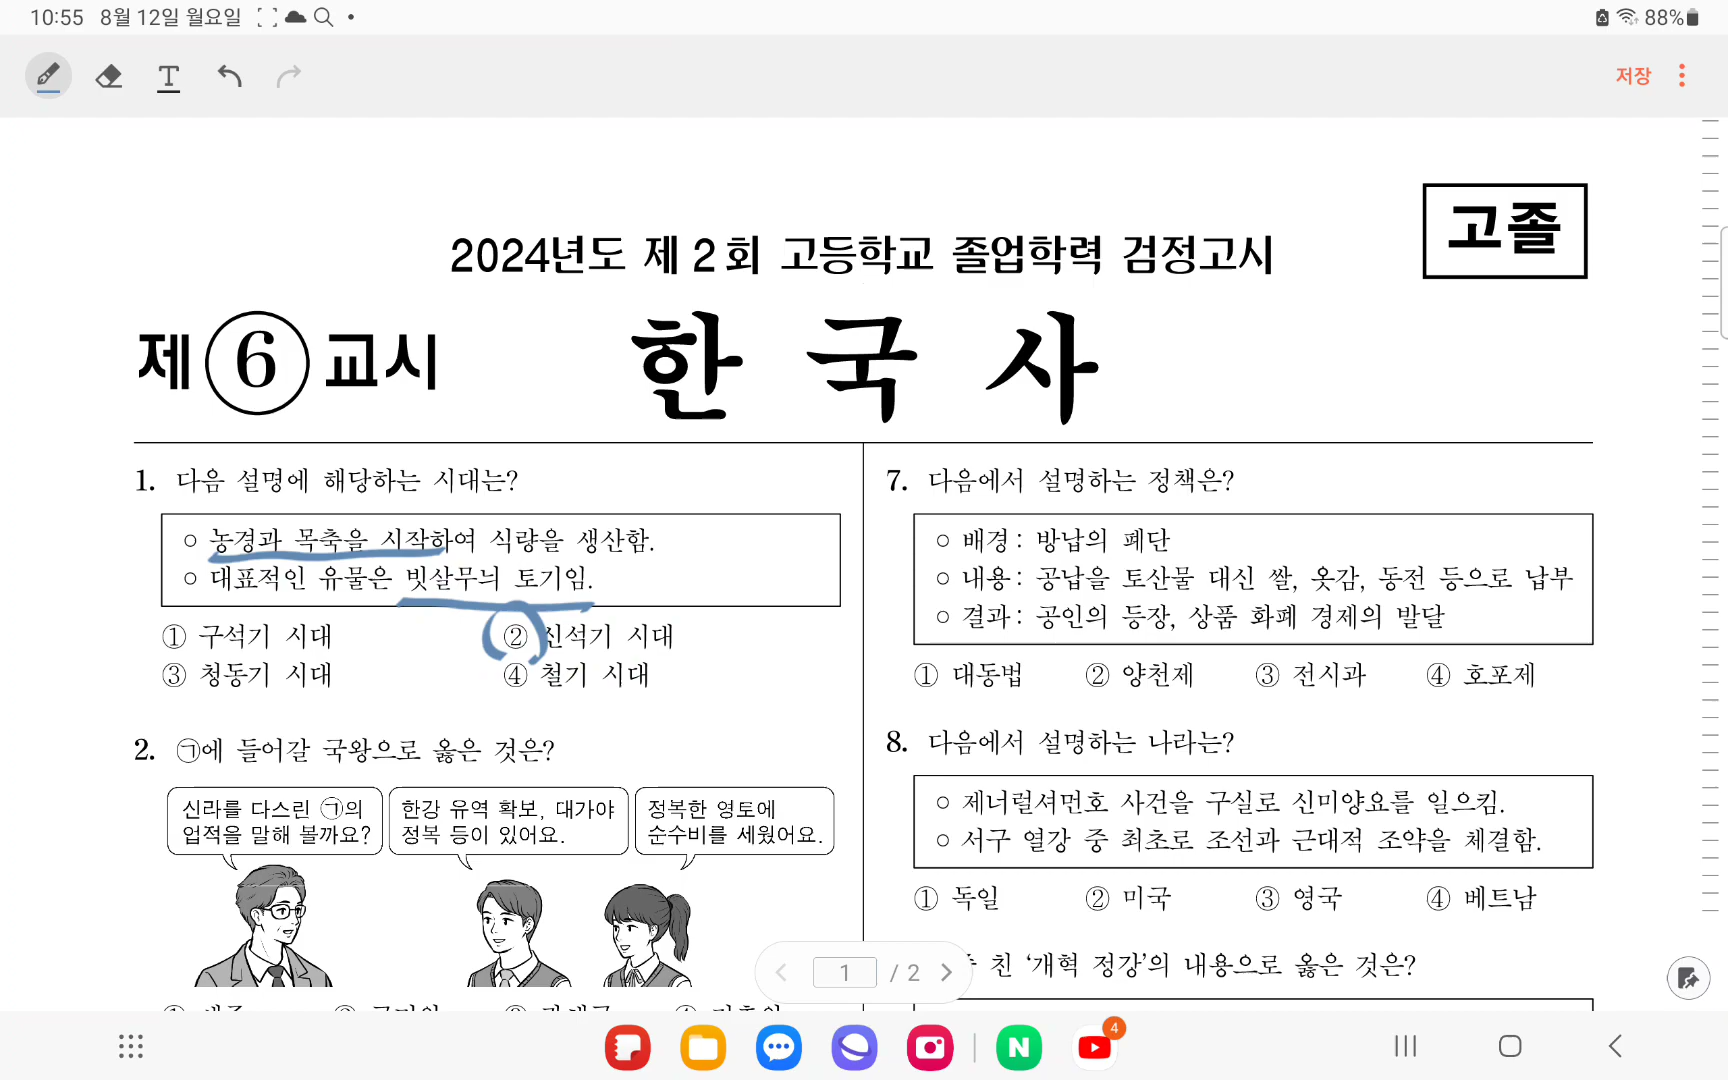 10:55 8월 12일 월요일
88%
저장
고졸
2024년도 제 2 회 고등학교 졸업학력 검정고시
제 6 교시 한 국 사
1. 다음 설명에 해당하는 시대는?
○ 농경과 목축을 시작하여 식량을 생산함.
○ 대표적인 유물은 빗살무늬 토기임.
① 구석기 시대 ② 신석기 시대
③ 청동기 시대 ④ 철기 시대
2. ㉠에 들어갈 국왕으로 옳은 것은?
신라를 다스린 ㉠의
업적을 말해 볼까요?
한강 유역 확보, 대가야
정복 등이 있어요.
정복한 영토에
순수비를 세웠어요.
7. 다음에서 설명하는 정책은?
○ 배경 : 방납의 폐단
○ 내용 : 공납을 토산물 대신 쌀, 옷감, 동전 등으로 납부
○ 결과 : 공인의 등장, 상품 화폐 경제의 발달
① 대동법 ② 양천제 ③ 전시과 ④ 호포제
8. 다음에서 설명하는 나라는?
○ 제너럴셔먼호 사건을 구실로 신미양요를 일으킴.
○ 서구 열강 중 최초로 조선과 근대적 조약을 체결함.
① 독일 ② 미국 ③ 영국 ④ 베트남
친 '개혁 정강'의 내용으로 옳은 것은?
1 / 2
4